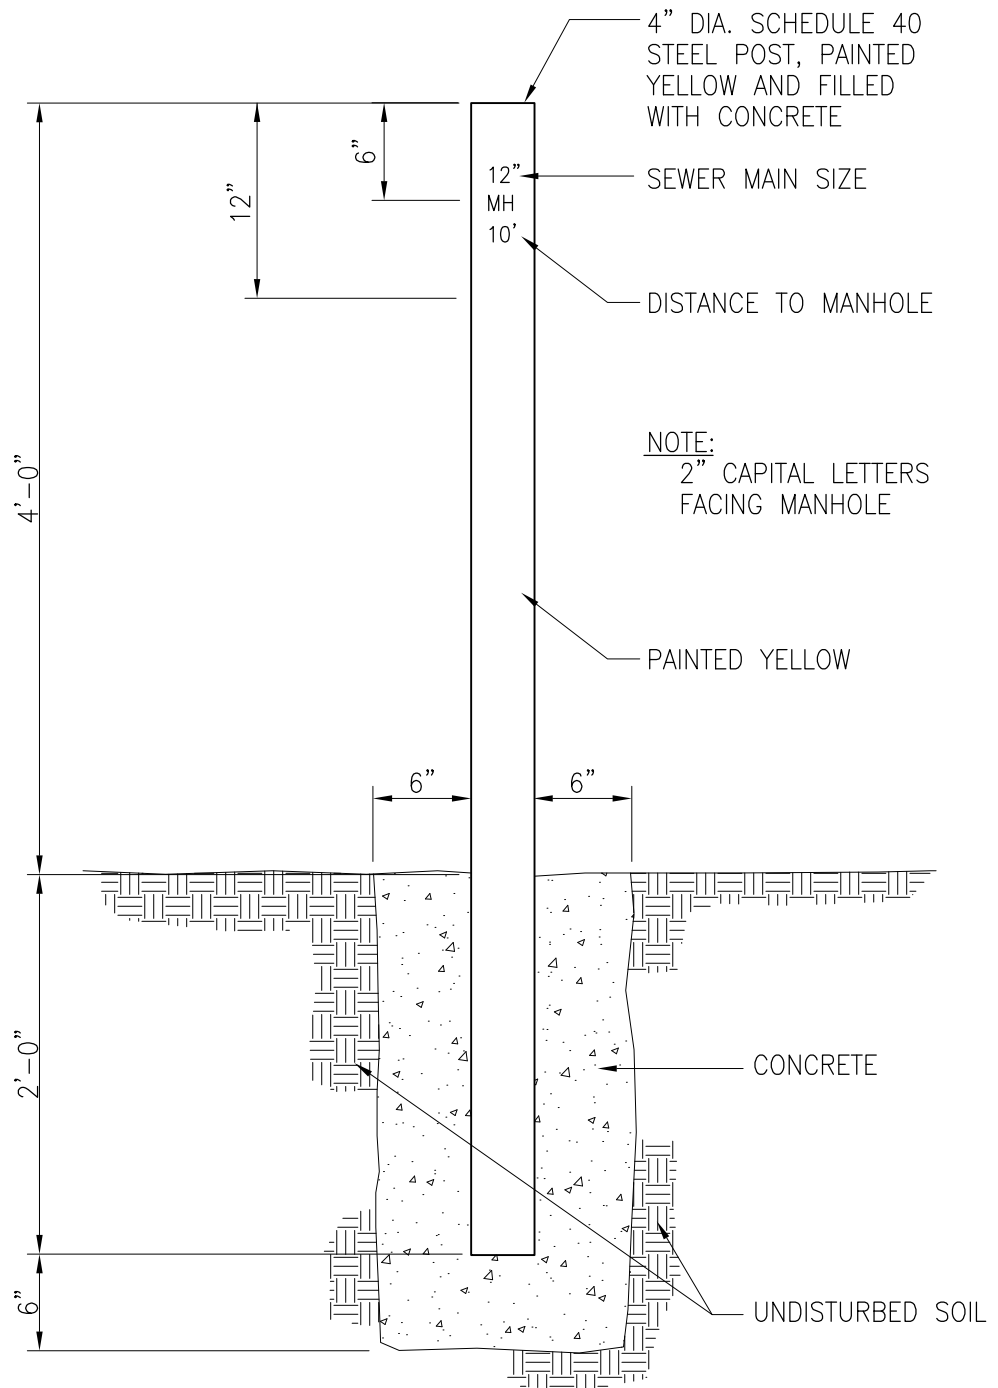 4” DIA. SCHEDULE 40
STEEL POST, PAINTED
YELLOW AND FILLED
WITH CONCRETE
6”
12”
12”
MH
10'
SEWER MAIN SIZE
DISTANCE TO MANHOLE
4'-0”
NOTE:
2” CAPITAL LETTERS
FACING MANHOLE
PAINTED YELLOW
6”
6”
2'-0”
CONCRETE
6”
UNDISTURBED SOIL